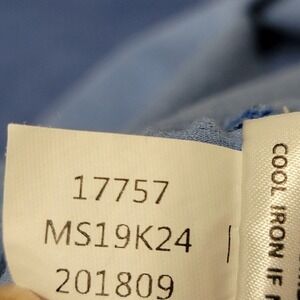 17757
MS19K24
201809
COOL IRON IF